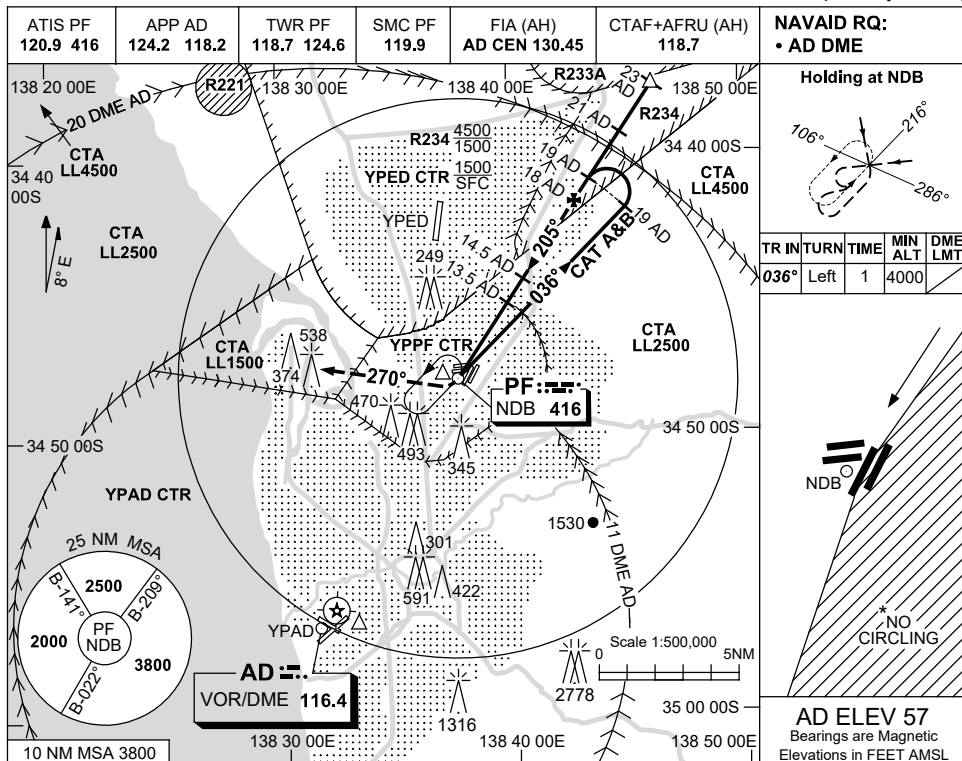 ATIS PF
120.9 416
APP AD
124.2 118.2
TWR PF
118.7 124.6
SMC PF
119.9
FIA (AH)
AD CEN 130.45
CTAF+AFRU (AH)
118.7
NAVAID RQ:
• AD DME
138 20 00E
R221
138 30 00E
138 40 00E
R233A
23 AD
138 50 00E
20 DME AD
CTA
LL4500
34 40
00S
R234 4500
1500
YPED CTR 1500
SFC
21 AD
19 AD
18 AD
R234
34 40 00S
CTA
LL4500
19 AD
8° E
CTA
LL2500
YPED
249
205°
14.5 AD
13.5 AD
036°
CAT A&B
CTA
LL2500
CTA
LL1500
538
374
270°
YPPF CTR
PF
NDB 416
470
493
345
34 50 00S
34 50 00S
YPAD CTR
1530
11 DME AD
301
591
422
25 NM MSA
B-141°
2500
B-209°
2000
PF
NDB
3800
B-022°
10 NM MSA 3800
YPAD
AD
VOR/DME 116.4
1316
2778
Scale 1:500,000
0
5NM
35 00 00S
138 30 00E
138 40 00E
138 50 00E
Holding at NDB
106°
216°
286°
TR IN TURN TIME MIN ALT DME LMT
036° Left 1 4000
NDB
*NO
CIRCLING
AD ELEV 57
Bearings are Magnetic
Elevations in FEET AMSL